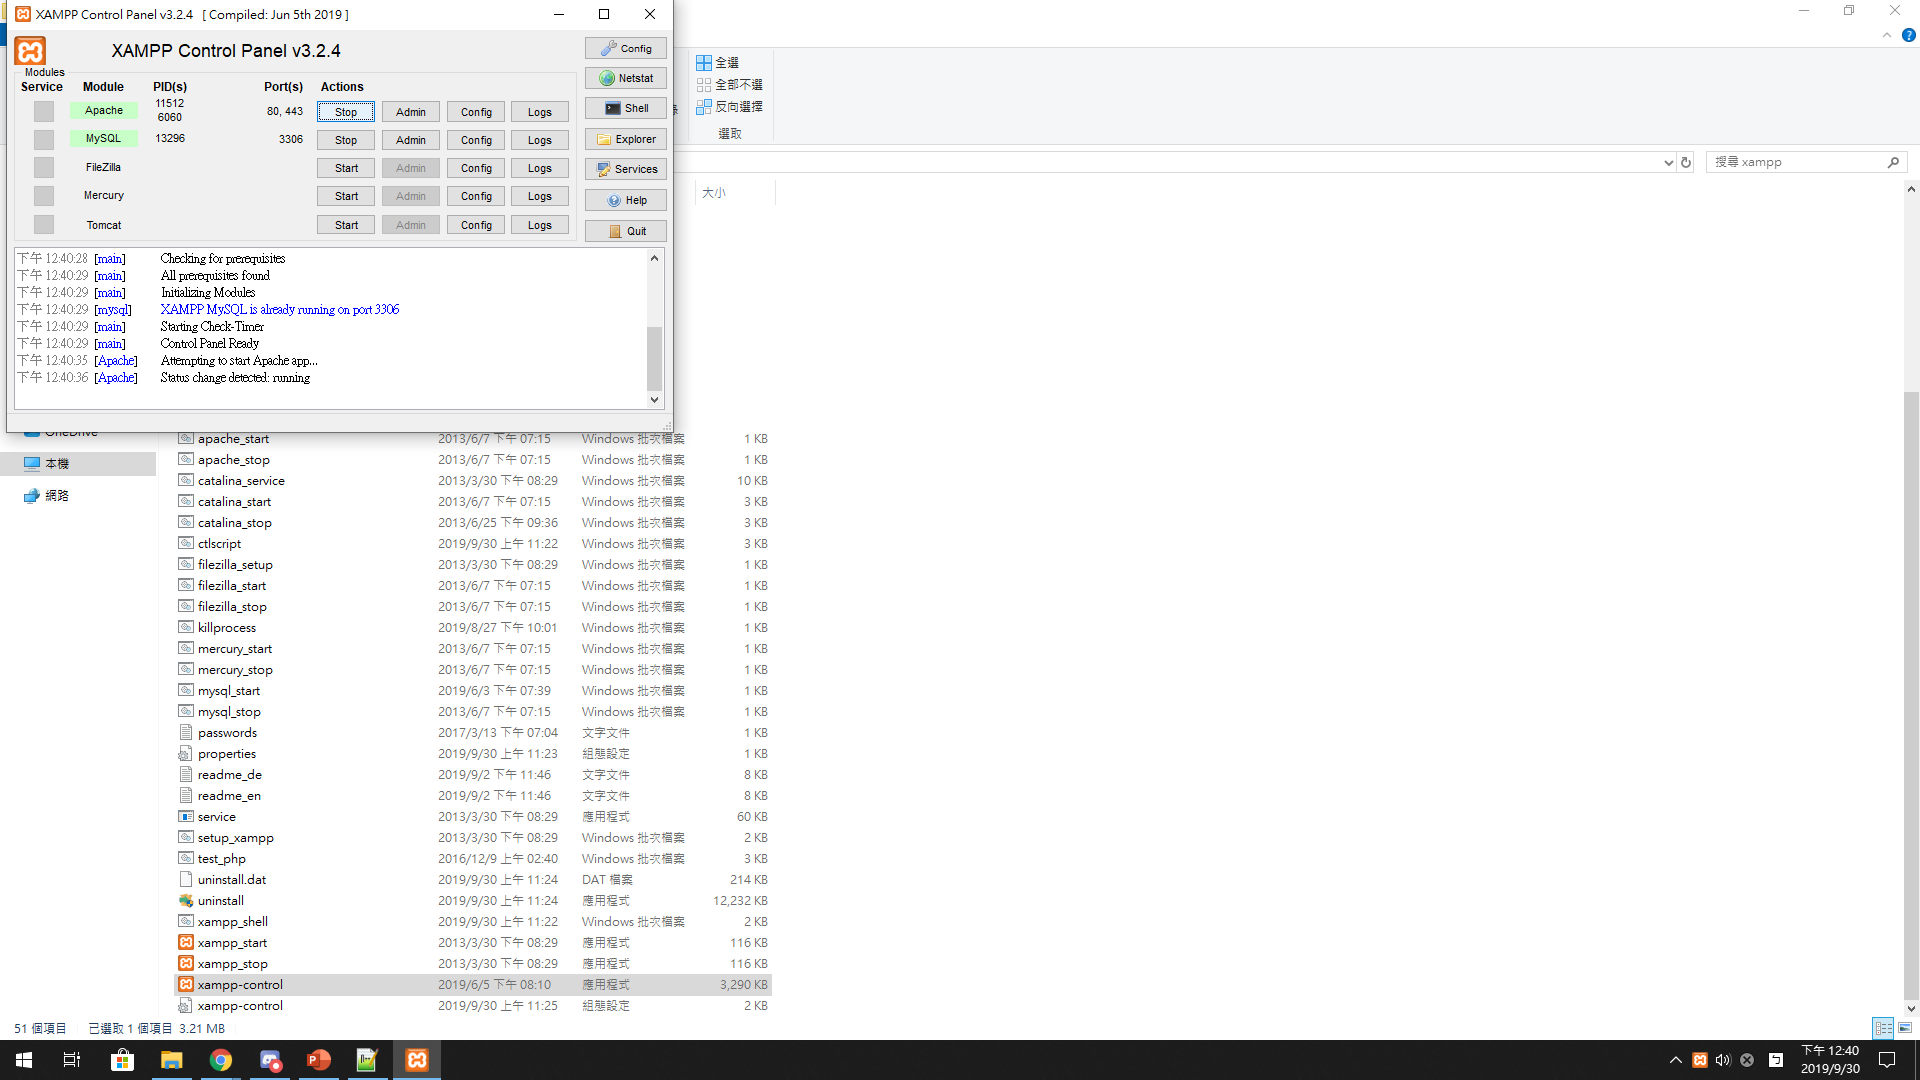 XAMPP Control Panel v3.2.4 [ Compiled: Jun 5th 2019 ]
XAMPP Control Panel v3.2.4
Config
Netstat
Shell
Explorer
Services
Help
Quit
Modules
Service Module PID(s) Port(s) Actions
Apache 11512 6060 80, 443 Stop Admin Config Logs
MySQL 13296 3306 Stop Admin Config Logs
FileZilla Start Admin Config Logs
Mercury Start Admin Config Logs
Tomcat Start Admin Config Logs
下午 12:40:28 [main] Checking for prerequisites
下午 12:40:29 [main] All prerequisites found
下午 12:40:29 [main] Initializing Modules
下午 12:40:29 [mysql] XAMPP MySQL is already running on port 3306
下午 12:40:29 [main] Starting Check-Timer
下午 12:40:29 [main] Control Panel Ready
下午 12:40:35 [Apache] Attempting to start Apache app...
下午 12:40:36 [Apache] Status change detected: running
全選
全部不選
反向選擇
選取
搜尋 xampp
大小
OneDrive
本機
網路
apache_start 2013/6/7 下午 07:15 Windows 批次檔案 1 KB
apache_stop 2013/6/7 下午 07:15 Windows 批次檔案 1 KB
catalina_service 2013/3/30 下午 08:29 Windows 批次檔案 10 KB
catalina_start 2013/6/7 下午 07:15 Windows 批次檔案 3 KB
catalina_stop 2013/6/25 下午 09:36 Windows 批次檔案 3 KB
ctlscript 2019/9/30 上午 11:22 Windows 批次檔案 3 KB
filezilla_setup 2013/3/30 下午 08:29 Windows 批次檔案 1 KB
filezilla_start 2013/6/7 下午 07:15 Windows 批次檔案 1 KB
filezilla_stop 2013/6/7 下午 07:15 Windows 批次檔案 1 KB
killprocess 2019/8/27 下午 10:01 Windows 批次檔案 1 KB
mercury_start 2013/6/7 下午 07:15 Windows 批次檔案 1 KB
mercury_stop 2013/6/7 下午 07:15 Windows 批次檔案 1 KB
mysql_start 2019/6/3 下午 07:39 Windows 批次檔案 1 KB
mysql_stop 2013/6/7 下午 07:15 Windows 批次檔案 1 KB
passwords 2017/3/13 下午 07:04 文字文件 1 KB
properties 2019/9/30 上午 11:23 組態設定 1 KB
readme_de 2019/9/2 下午 11:46 文字文件 8 KB
readme_en 2019/9/2 下午 11:46 文字文件 8 KB
service 2013/3/30 下午 08:29 應用程式 60 KB
setup_xampp 2013/3/30 下午 08:29 Windows 批次檔案 2 KB
test_php 2016/12/9 上午 02:40 Windows 批次檔案 3 KB
uninstall.dat 2019/9/30 上午 11:24 DAT 檔案 214 KB
uninstall 2019/9/30 上午 11:24 應用程式 12,232 KB
xampp_shell 2019/9/30 上午 11:22 Windows 批次檔案 2 KB
xampp_start 2013/3/30 下午 08:29 應用程式 116 KB
xampp_stop 2013/3/30 下午 08:29 應用程式 116 KB
xampp-control 2019/6/5 下午 08:10 應用程式 3,290 KB
xampp-control 2019/9/30 上午 11:25 組態設定 2 KB
51 個項目 已選取 1 個項目 3.21 MB
下午 12:40
2019/9/30